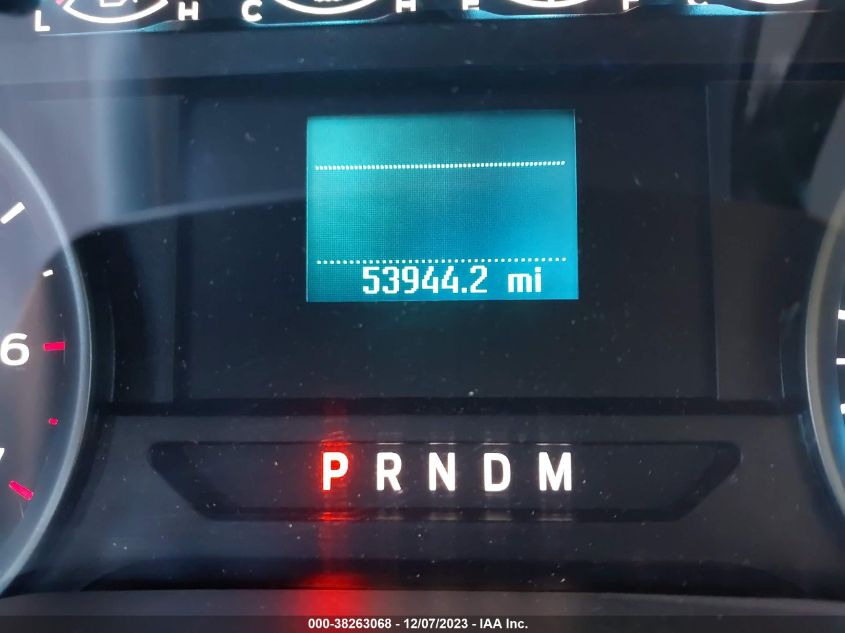 L H C H E F
53944.2 mi
6
P R N D M
000-38263068 - 12/07/2023 - IAA Inc.